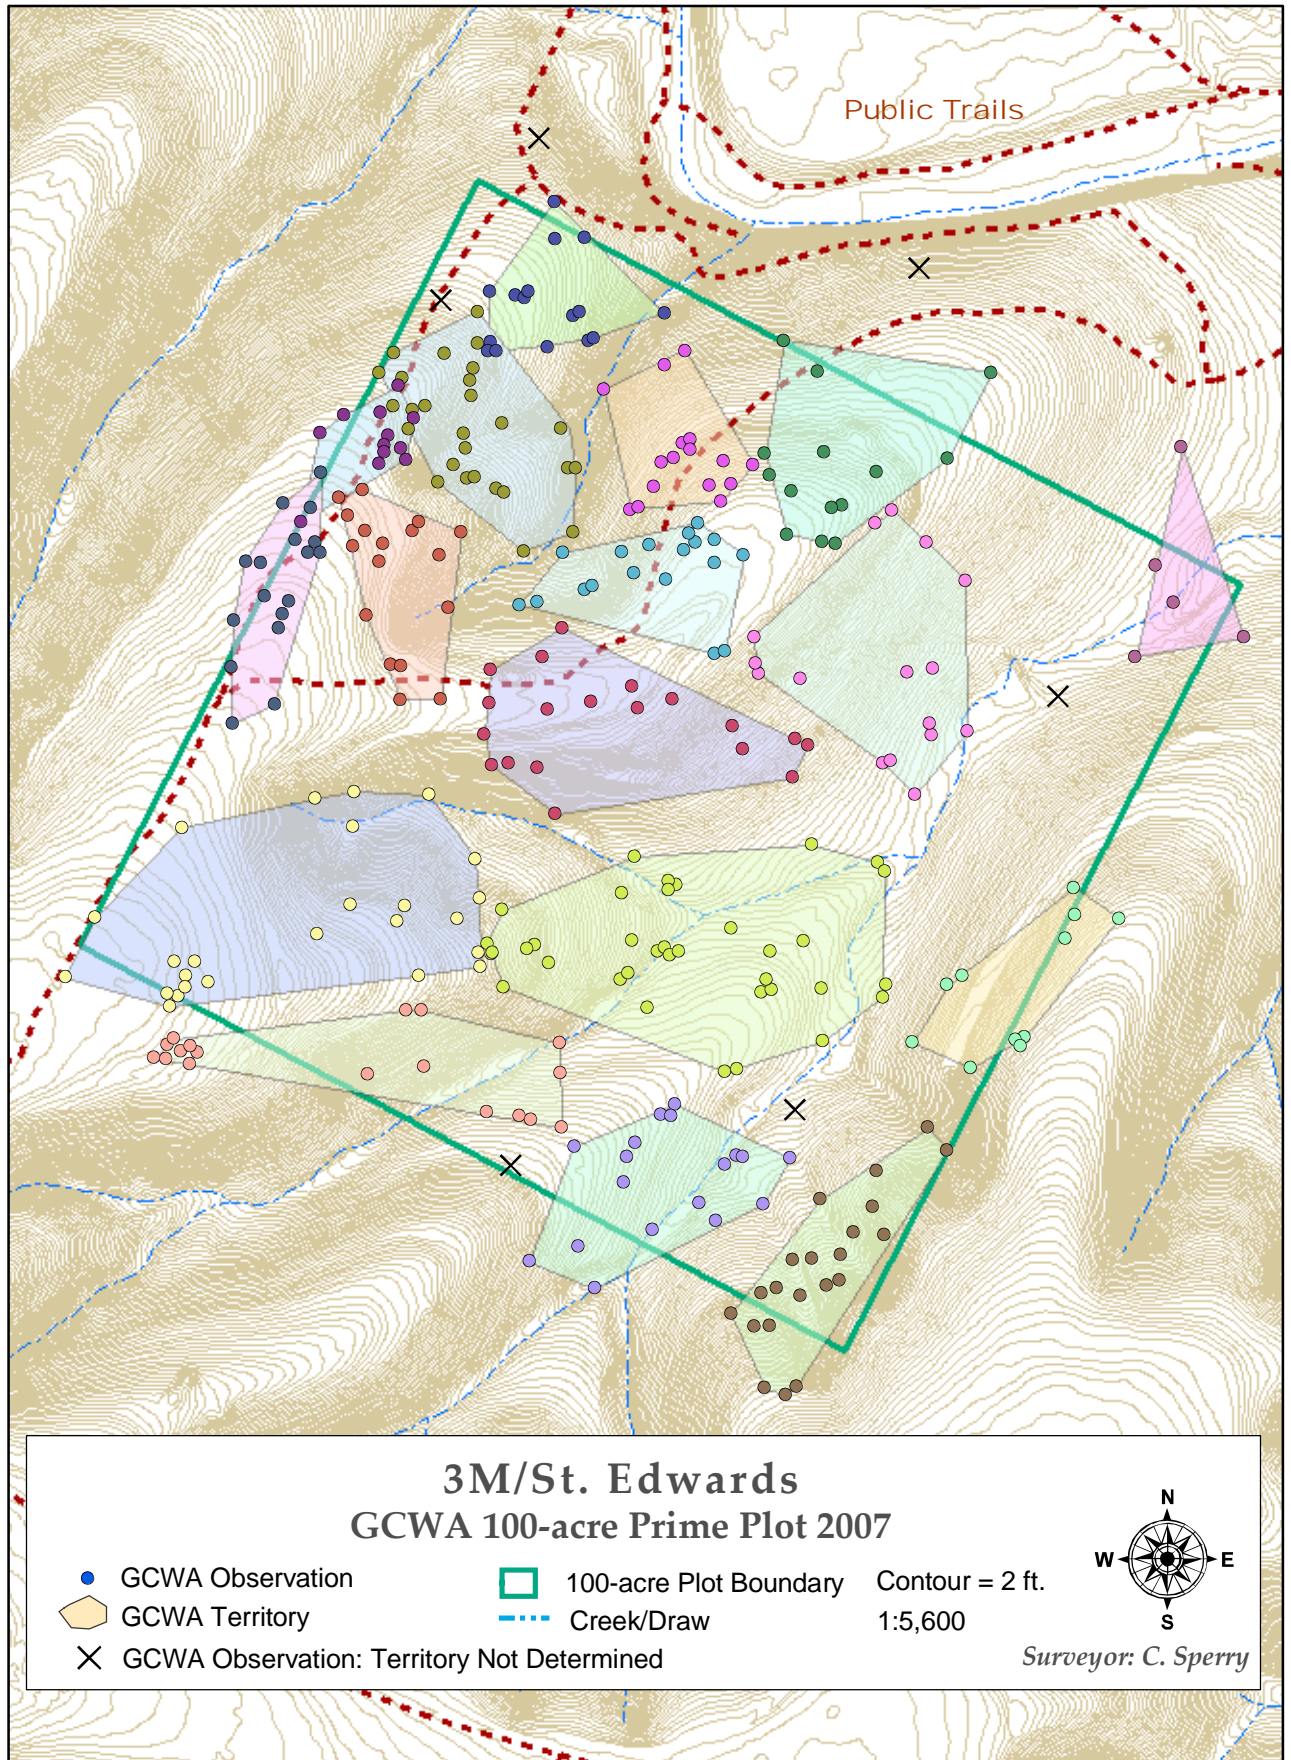 Public Trails
3M/St. Edwards
GCWA 100-acre Prime Plot 2007
GCWA Observation
100-acre Plot Boundary
Contour = 2 ft.
GCWA Territory
Creek/Draw
1:5,600
GCWA Observation: Territory Not Determined
N
W
E
S
Surveyor: C. Sperry